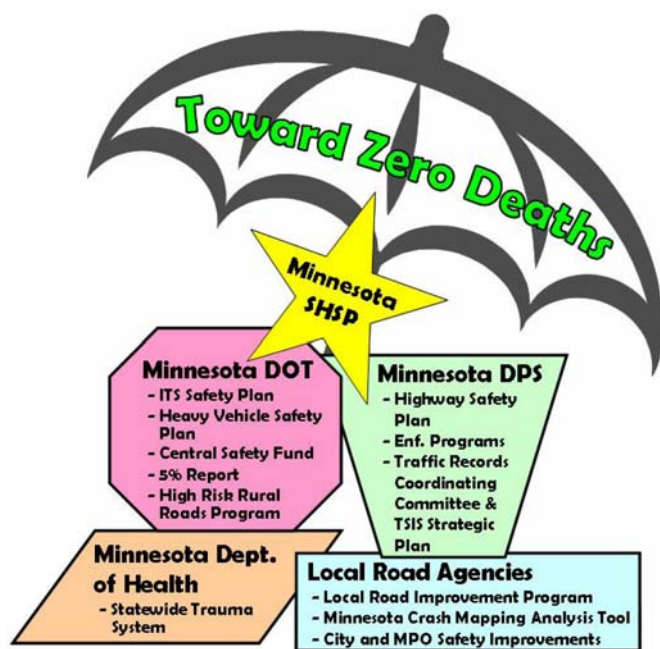 Toward Zero Deaths
Minnesota
SHSP
Minnesota DOT
- ITS Safety Plan
- Heavy Vehicle Safety
Plan
- Central Safety Fund
- 5% Report
- High Risk Rural
Roads Program
Minnesota DPS
- Highway Safety
Plan
- Enf. Programs
- Traffic Records
Coordinating
Committee &
TSIS Strategic
Plan
Minnesota Dept.
of Health
- Statewide Trauma
System
Local Road Agencies
- Local Road Improvement Program
- Minnesota Crash Mapping Analysis Tool
- City and MPO Safety Improvements